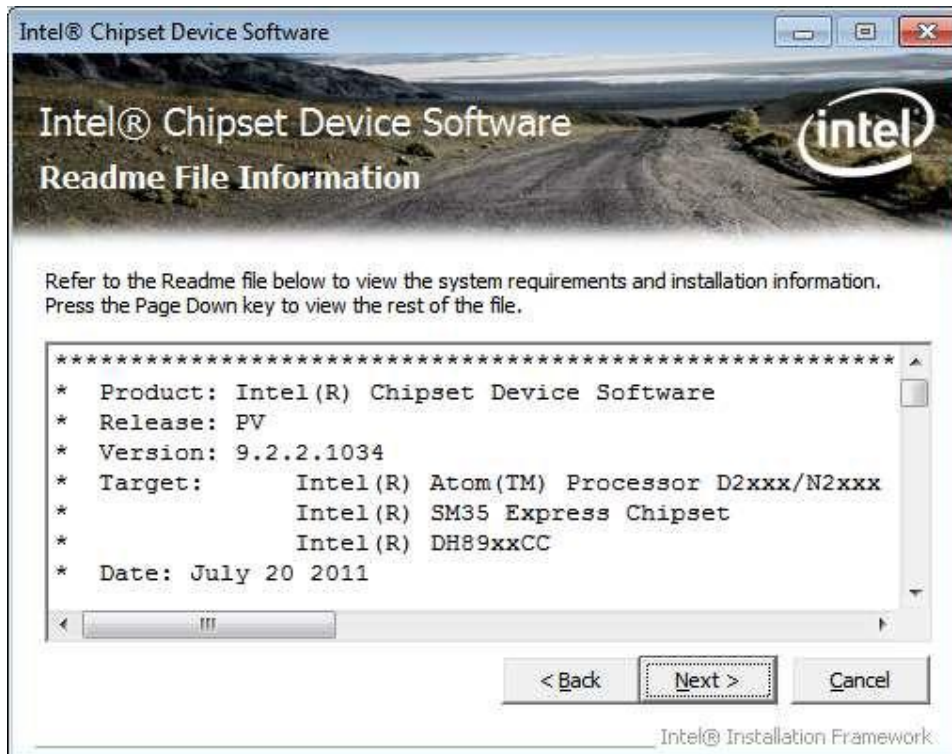 Intel® Chipset Device Software
Intel® Chipset Device Software
intel
Readme File Information
Refer to the Readme file below to view the system requirements and installation information.
Press the Page Down key to view the rest of the file.
********************************************************
* Product: Intel(R) Chipset Device Software
* Release: PV
* Version: 9.2.2.1034
* Target: Intel(R) Atom(TM) Processor D2xxx/N2xxx
* Intel(R) SM35 Express Chipset
* Intel(R) DH89xxCC
* Date: July 20 2011
< Back Next > Cancel
Intel® Installation Framework